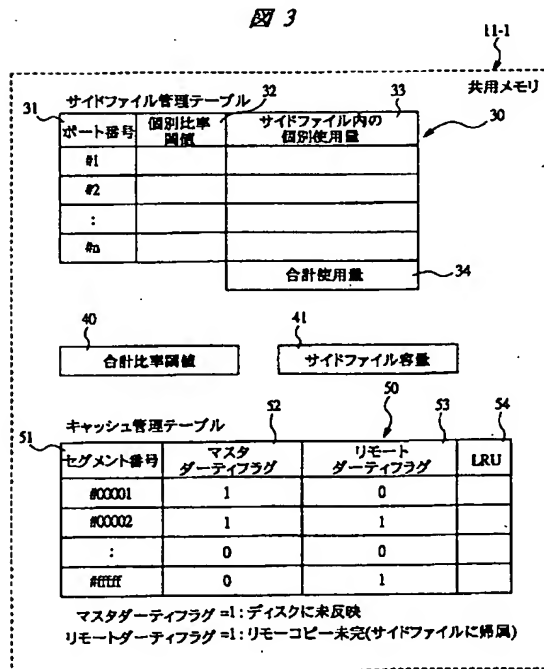 図 3
11-1
共用メモリ
サイドファイル管理テーブル
31
32
33
30
ポート番号
個別比率
閾値
サイドファイル内の
個別使用量
#1
#2
:
#n
合計使用量
34
40
合計比率閾値
41
サイドファイル容量
キャッシュ管理テーブル
51
52
50
53
54
セグメント番号
マスタ
ダーティフラグ
リモート
ダーティフラグ
LRU
#00001 1 0
#00002 1 1
: 0 0
#fffff 0 1
マスタダーティフラグ=1:ディスクに未反映
リモートダーティフラグ=1:リモーコピー未完(サイドファイルに帰属)